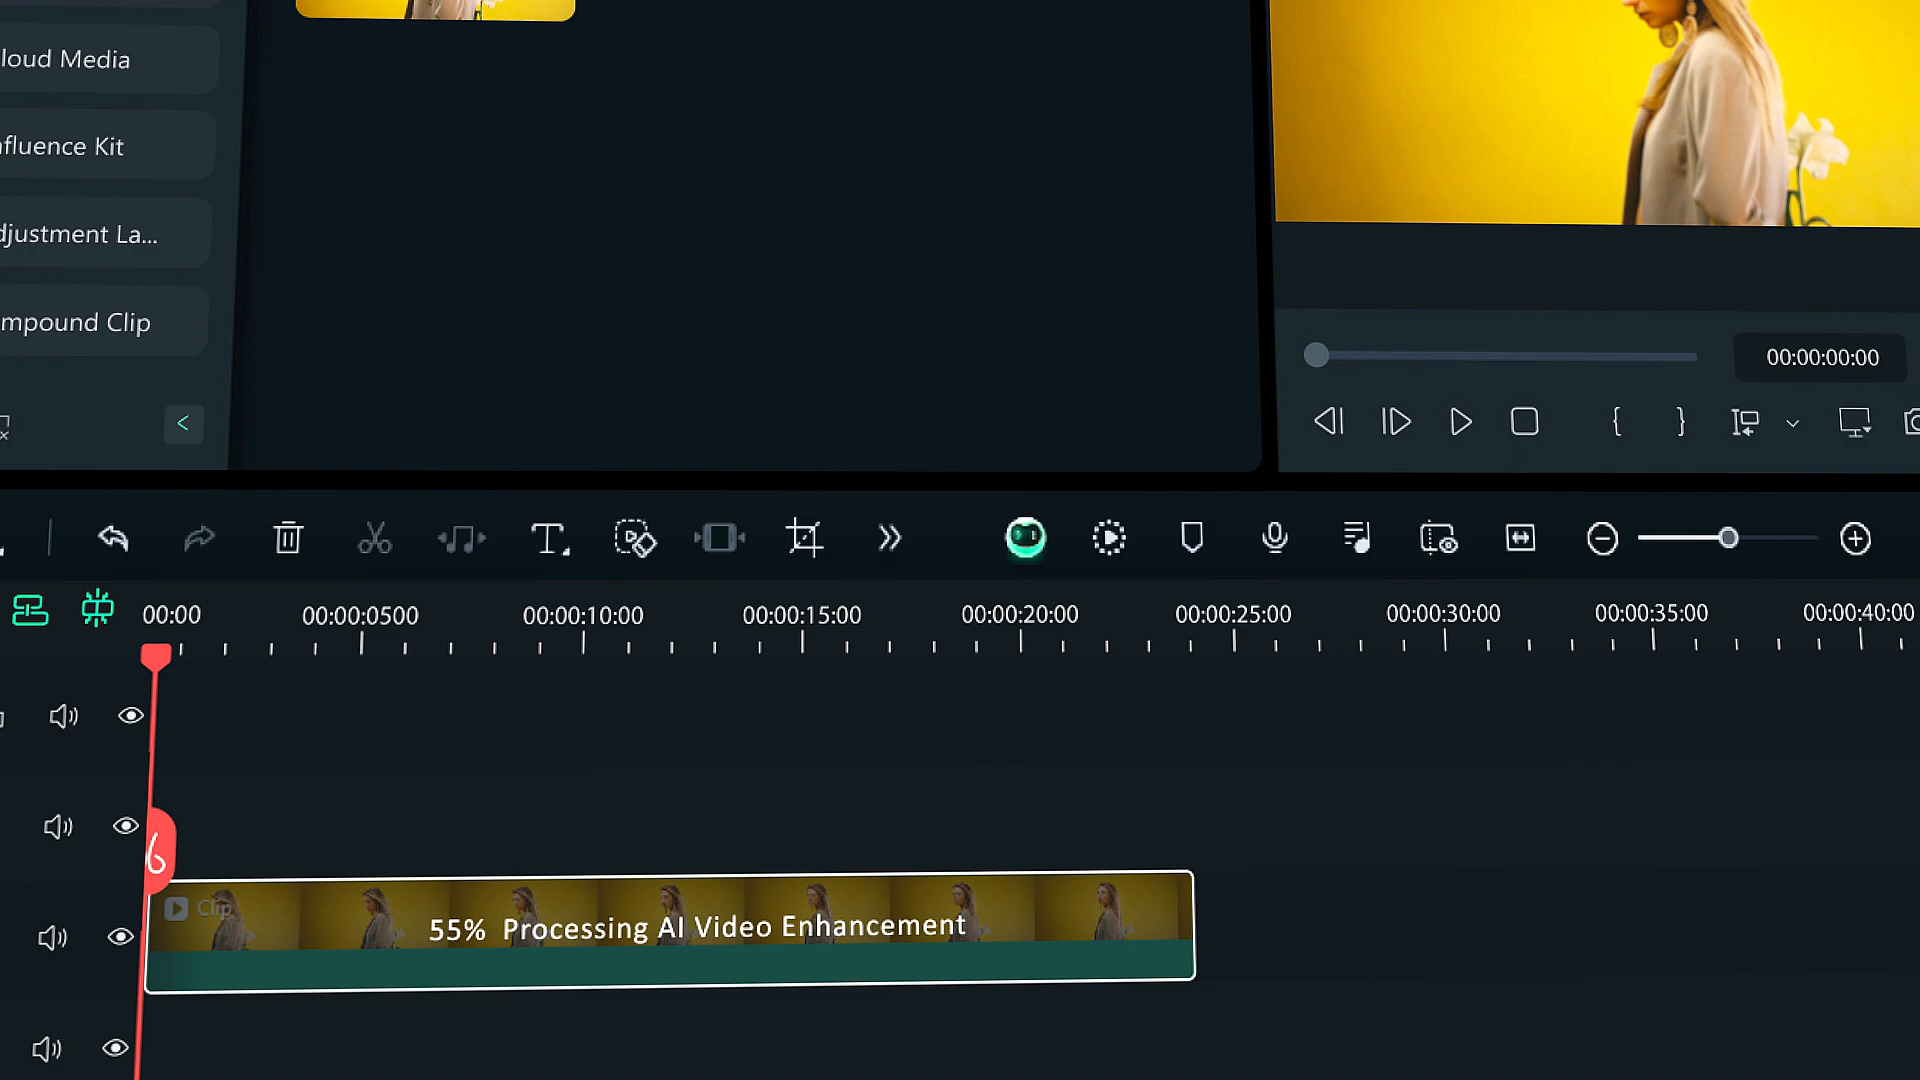 loud Media
nfluence Kit
djustment La...
mpound Clip
00:00:00:00
00:00
00:00:0500
00:00:10:00
00:00:15:00
00:00:20:00
00:00:25:00
00:00:30:00
00:00:35:00
00:00:40:00
Clip
55% Processing AI Video Enhancement